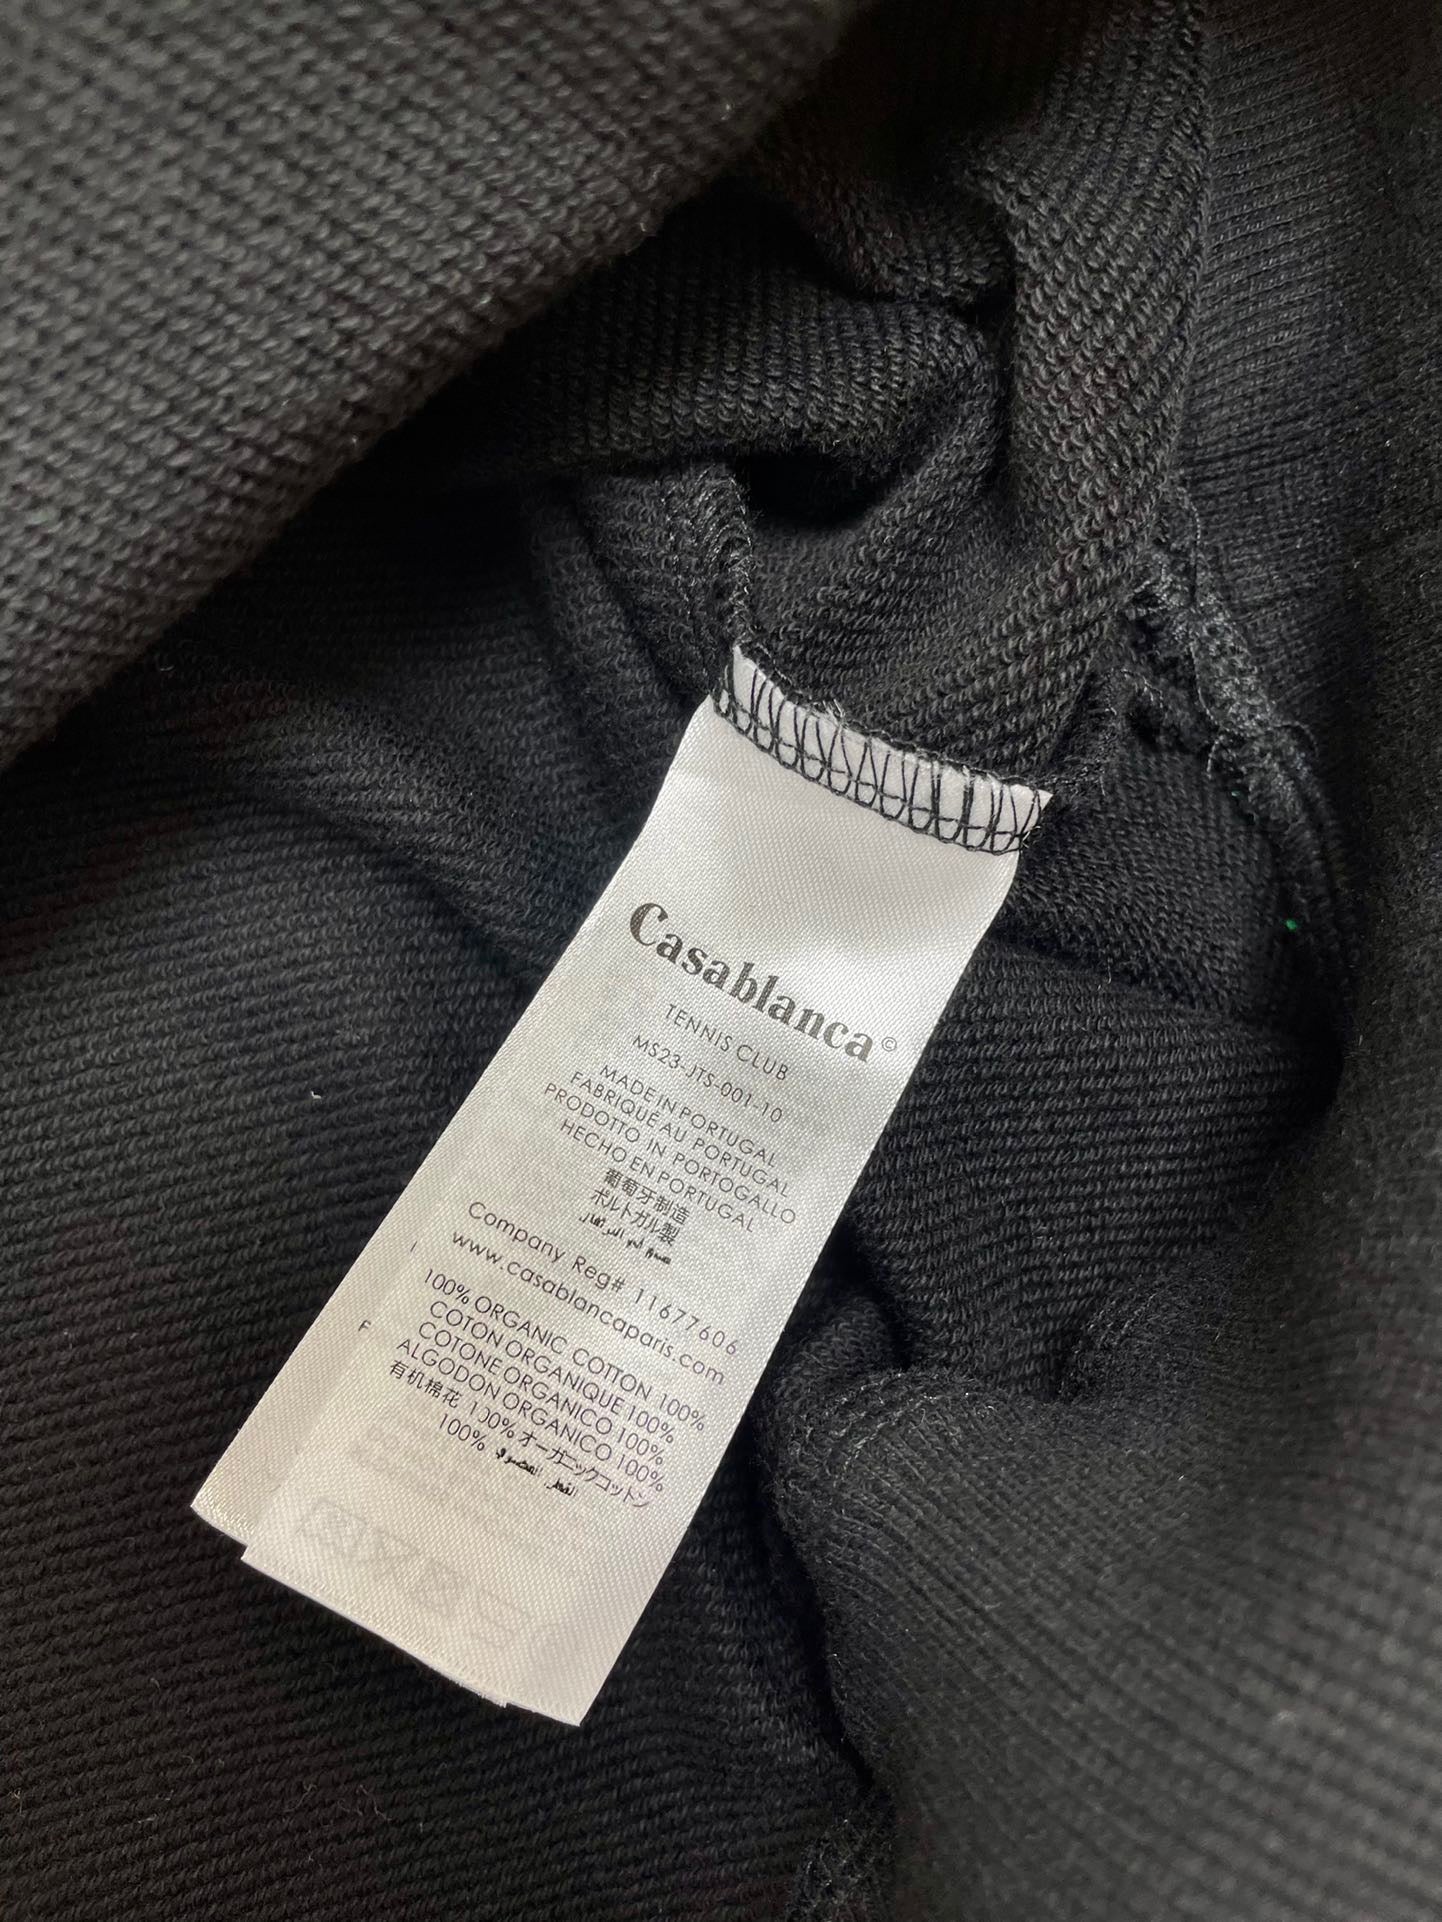 Casablanca©
TENNIS CLUB
MS23-JTS-001-10
MADE IN PORTUGAL
FABRIQUÉ AU PORTUGAL
PRODOTTO IN PORTOGALLO
HECHO EN PORTUGAL
葡萄牙制造
ポルトガル製
Company Reg# 11677606
www.casablancaparis.com
100% ORGANIC COTTON 100%
COTON ORGANIQUE 100%
COTONE ORGANICO 100%
ALGODON ORGANICO 100%
有机棉花 100% オーガニックコットン
100%
F